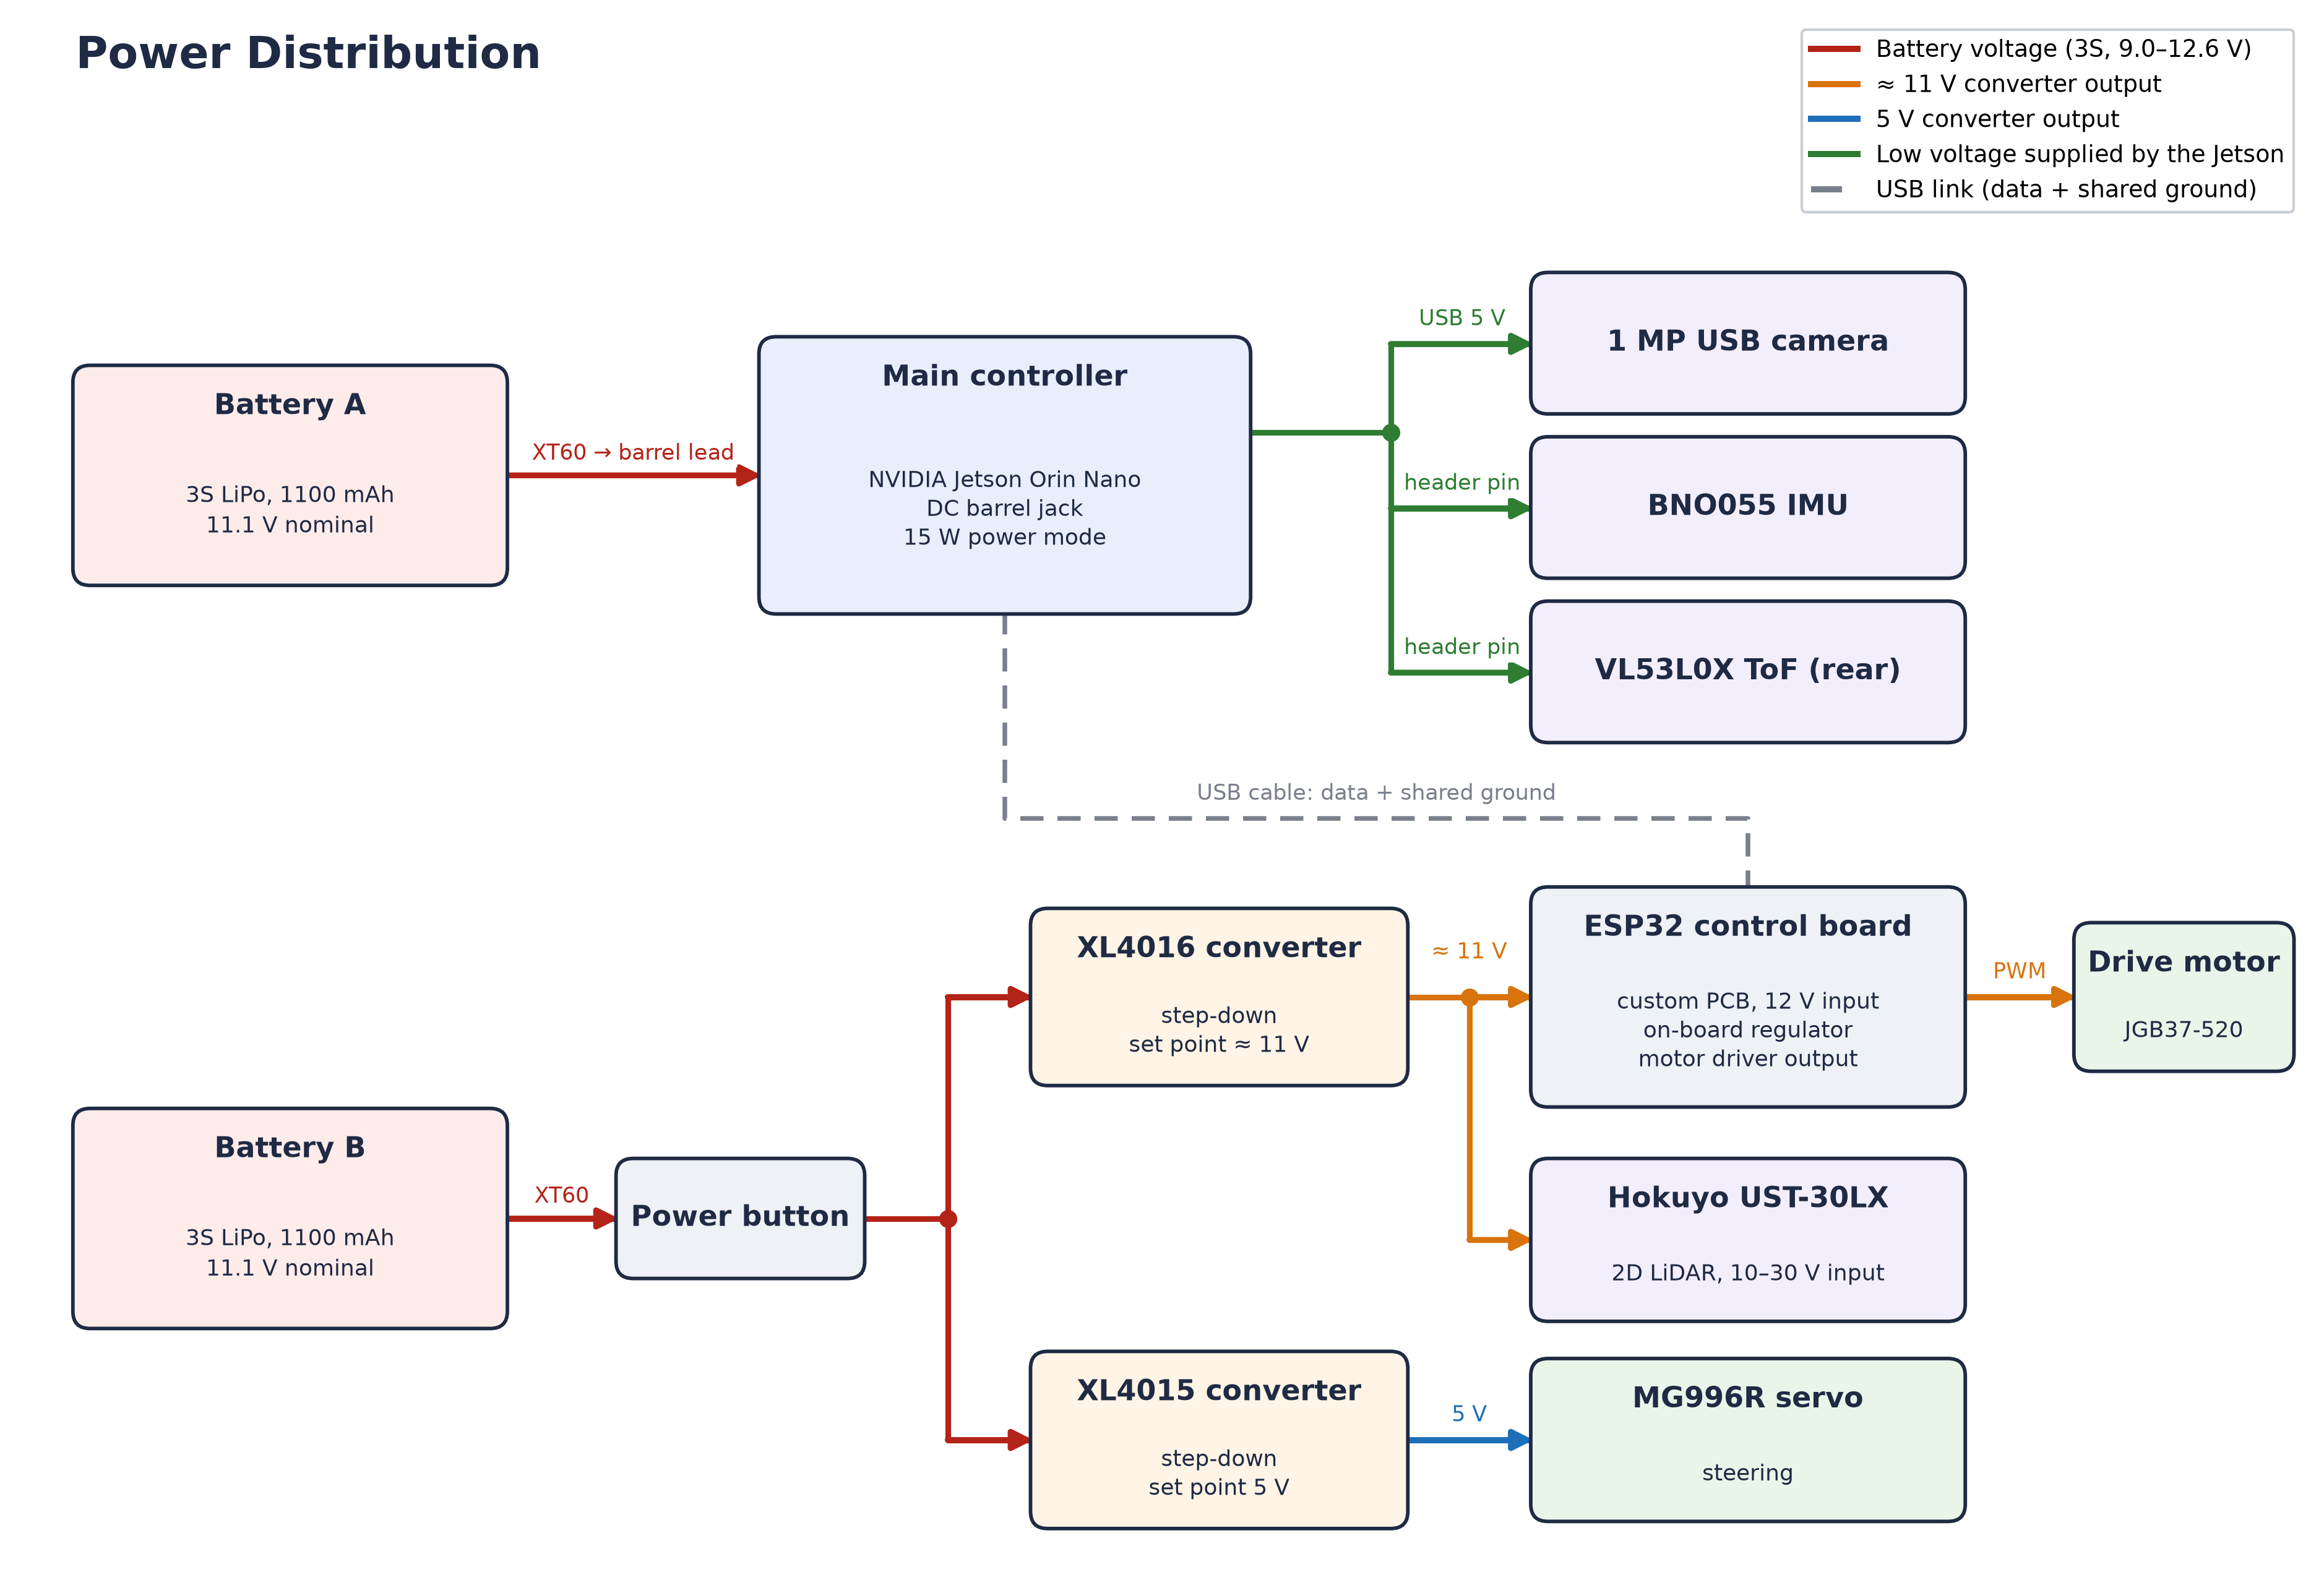 Power Distribution
Battery voltage (3S, 9.0–12.6 V)
≈ 11 V converter output
5 V converter output
Low voltage supplied by the Jetson
USB link (data + shared ground)
Battery A
3S LiPo, 1100 mAh
11.1 V nominal
XT60 → barrel lead
Main controller
NVIDIA Jetson Orin Nano
DC barrel jack
15 W power mode
USB 5 V
1 MP USB camera
header pin
BNO055 IMU
header pin
VL53L0X ToF (rear)
USB cable: data + shared ground
Battery B
3S LiPo, 1100 mAh
11.1 V nominal
XT60
Power button
XL4016 converter
step-down
set point ≈ 11 V
≈ 11 V
ESP32 control board
custom PCB, 12 V input
on-board regulator
motor driver output
PWM
Drive motor
JGB37-520
Hokuyo UST-30LX
2D LiDAR, 10–30 V input
XL4015 converter
step-down
set point 5 V
5 V
MG996R servo
steering